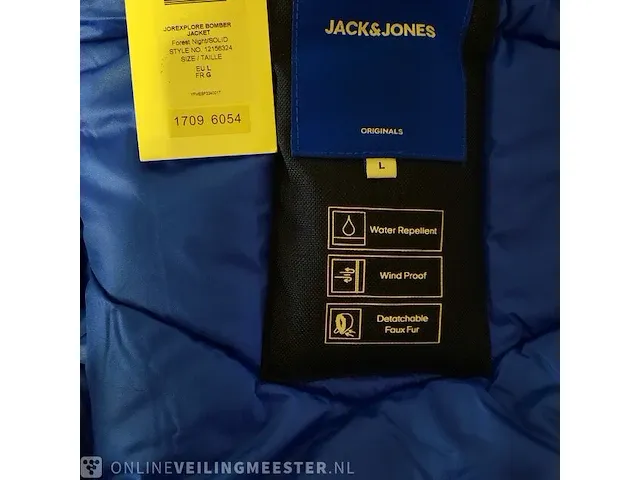 JOREXPLORE BOMBER
JACKET
Forest Night/SOLID
STYLE NO. 12156324
SIZE / TAILLE
EU L
FR G
1709 6054
JACK&JONES
ORIGINALS
L
Water Repellent
Wind Proof
Detatchable
Faux Fur
ONLINEVEILINGMEESTER.NL